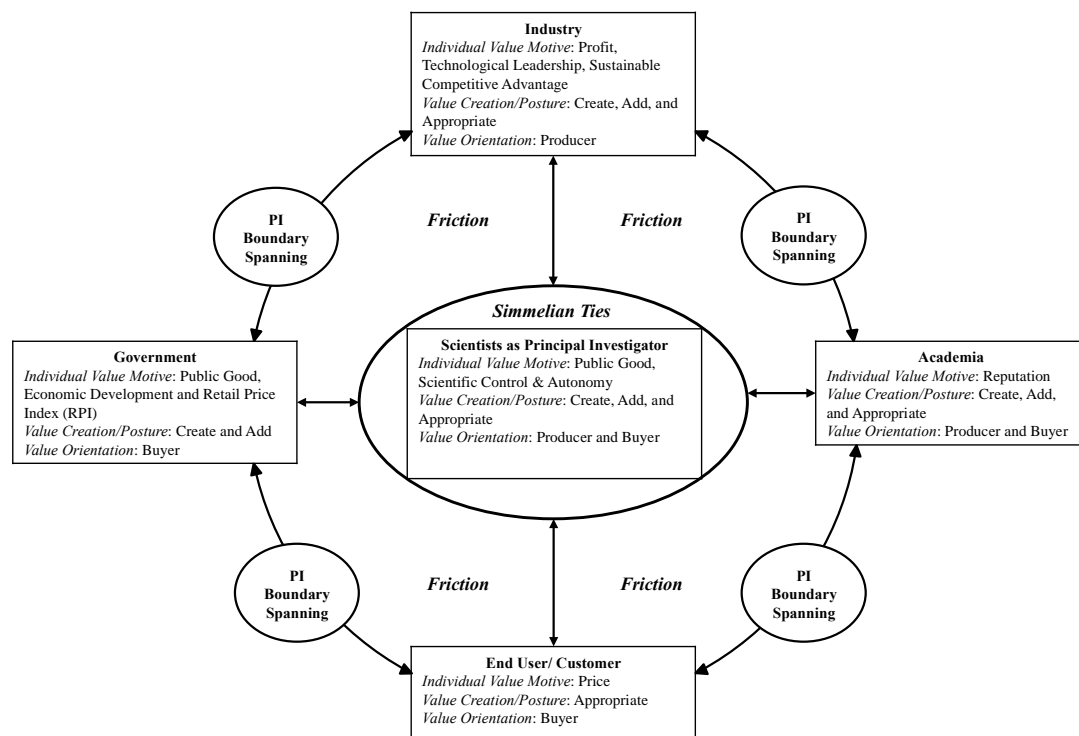 Industry
Individual Value Motive: Profit,
Technological Leadership, Sustainable
Competitive Advantage
Value Creation/Posture: Create, Add, and
Appropriate
Value Orientation: Producer
PI
Boundary
Spanning
Friction
Friction
PI
Boundary
Spanning
Simmelian Ties
Government
Individual Value Motive: Public Good,
Economic Development and Retail Price
Index (RPI)
Value Creation/Posture: Create and Add
Value Orientation: Buyer
Scientists as Principal Investigator
Individual Value Motive: Public Good,
Scientific Control & Autonomy
Value Creation/Posture: Create, Add, and
Appropriate
Value Orientation: Producer and Buyer
Academia
Individual Value Motive: Reputation
Value Creation/Posture: Create, Add,
and Appropriate
Value Orientation: Producer and Buyer
PI
Boundary
Spanning
Friction
Friction
PI
Boundary
Spanning
End User/ Customer
Individual Value Motive: Price
Value Creation/Posture: Appropriate
Value Orientation: Buyer